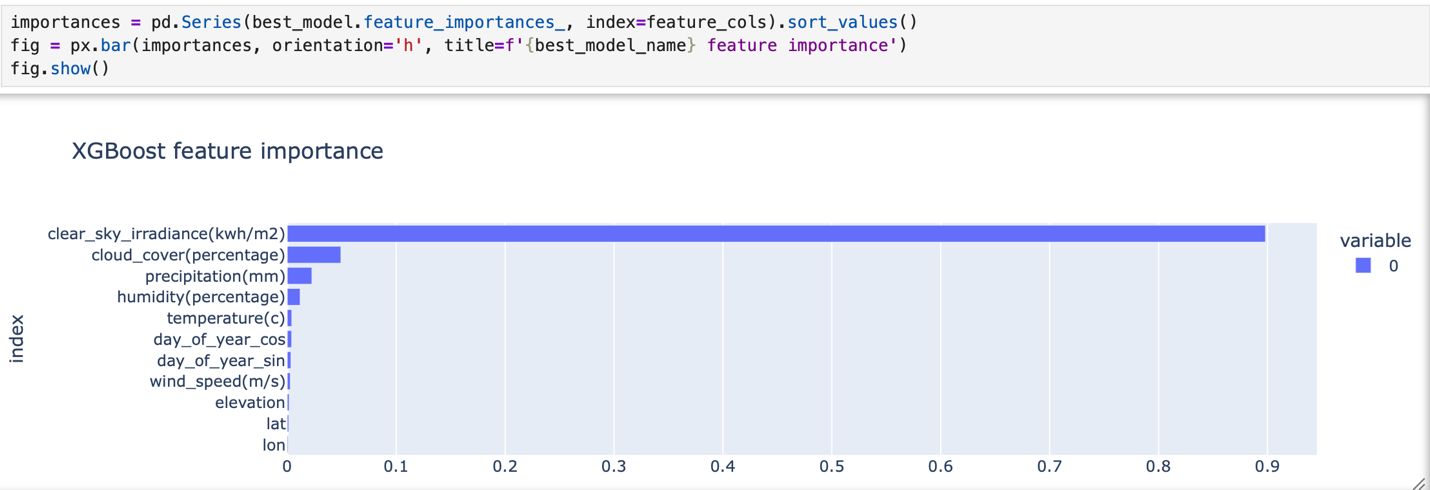 importances = pd.Series(best_model.feature_importances_, index=feature_cols).sort_values()
fig = px.bar(importances, orientation='h', title=f'{best_model_name} feature importance')
fig.show()
XGBoost feature importance
index
clear_sky_irradiance(kwh/m2)
cloud_cover(percentage)
precipitation(mm)
humidity(percentage)
temperature(c)
day_of_year_cos
day_of_year_sin
wind_speed(m/s)
elevation
lat
lon
0 0.1 0.2 0.3 0.4 0.5 0.6 0.7 0.8 0.9
variable
0